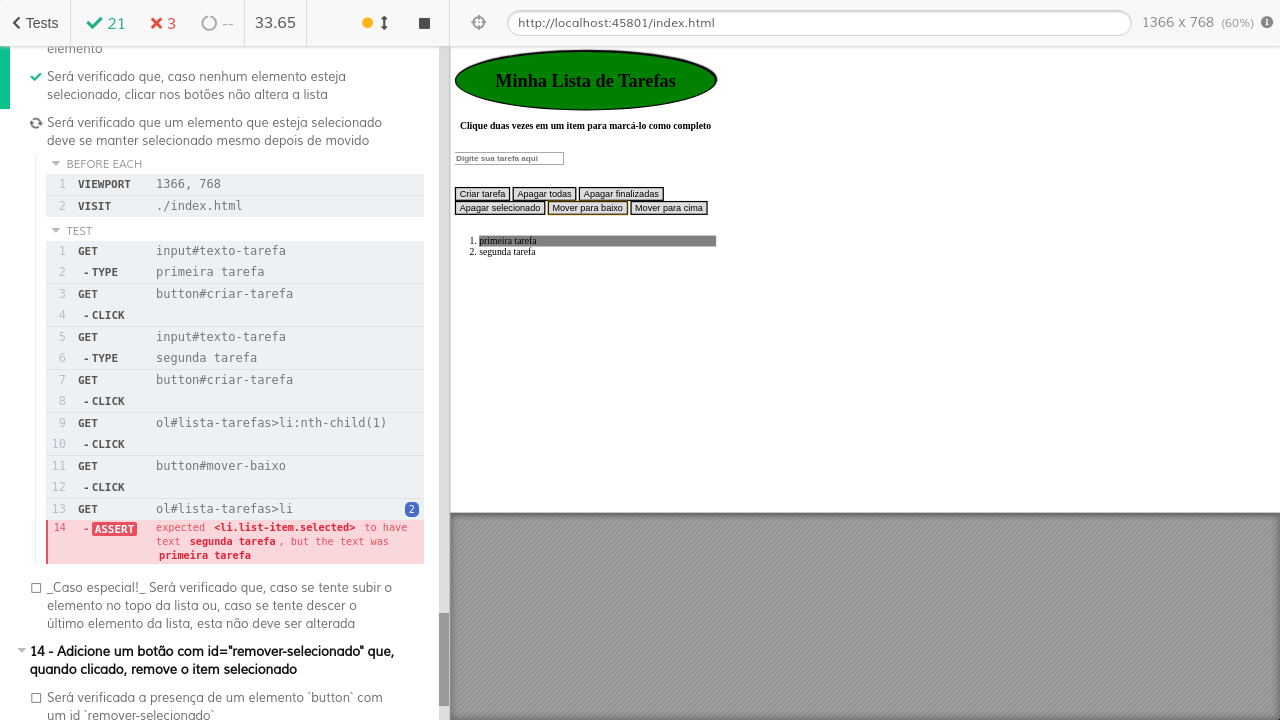 Tests
21
3
--
33.65
http://localhost:45801/index.html
1366 x 768 (60%)
elemento
Será verificado que, caso nenhum elemento esteja
selecionado, clicar nos botões não altera a lista
Será verificado que um elemento que esteja selecionado
deve se manter selecionado mesmo depois de movido
BEFORE EACH
1 VIEWPORT 1366, 768
2 VISIT ./index.html
TEST
1 GET input#texto-tarefa
2 - TYPE primeira tarefa
3 GET button#criar-tarefa
4 - CLICK
5 GET input#texto-tarefa
6 - TYPE segunda tarefa
7 GET button#criar-tarefa
8 - CLICK
9 GET ol#lista-tarefas>li:nth-child(1)
10 - CLICK
11 GET button#mover-baixo
12 - CLICK
13 GET ol#lista-tarefas>li 2
14 - ASSERT expected <li.list-item.selected> to have
text segunda tarefa , but the text was
primeira tarefa
_Caso especial!_ Será verificado que, caso se tente subir o
elemento no topo da lista ou, caso se tente descer o
último elemento da lista, esta não deve ser alterada
14 - Adicione um botão com id="remover-selecionado" que,
quando clicado, remove o item selecionado
Será verificada a presença de um elemento `button` com
um id `remover-selecionado`
Minha Lista de Tarefas
Clique duas vezes em um item para marcá-lo como completo
Digite sua tarefa aqui
Criar tarefa Apagar todas Apagar finalizadas
Apagar selecionado Mover para baixo Mover para cima
1. primeira tarefa
2. segunda tarefa